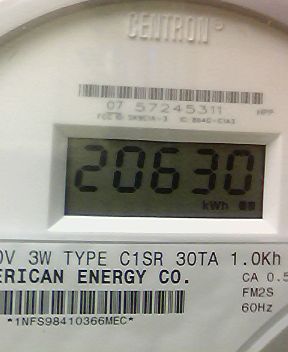 CENTRON®
07 57245311
20630
kWh
0V 3W TYPE C1SR 30TA 1.0Kh
ERICAN ENERGY CO.
CA 0.5
FM2S
60Hz
*1NFS98410366MEC*